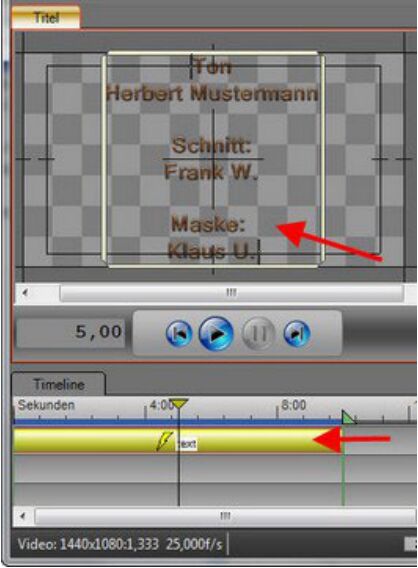 Titel
Ton
Herbert Mustermann
Schnitt:
Frank W.
Maske:
Klaus U.
5,00
Timeline
Sekunden
4:00
8:00
text
Video: 1440x1080:1,333 25,000f/s